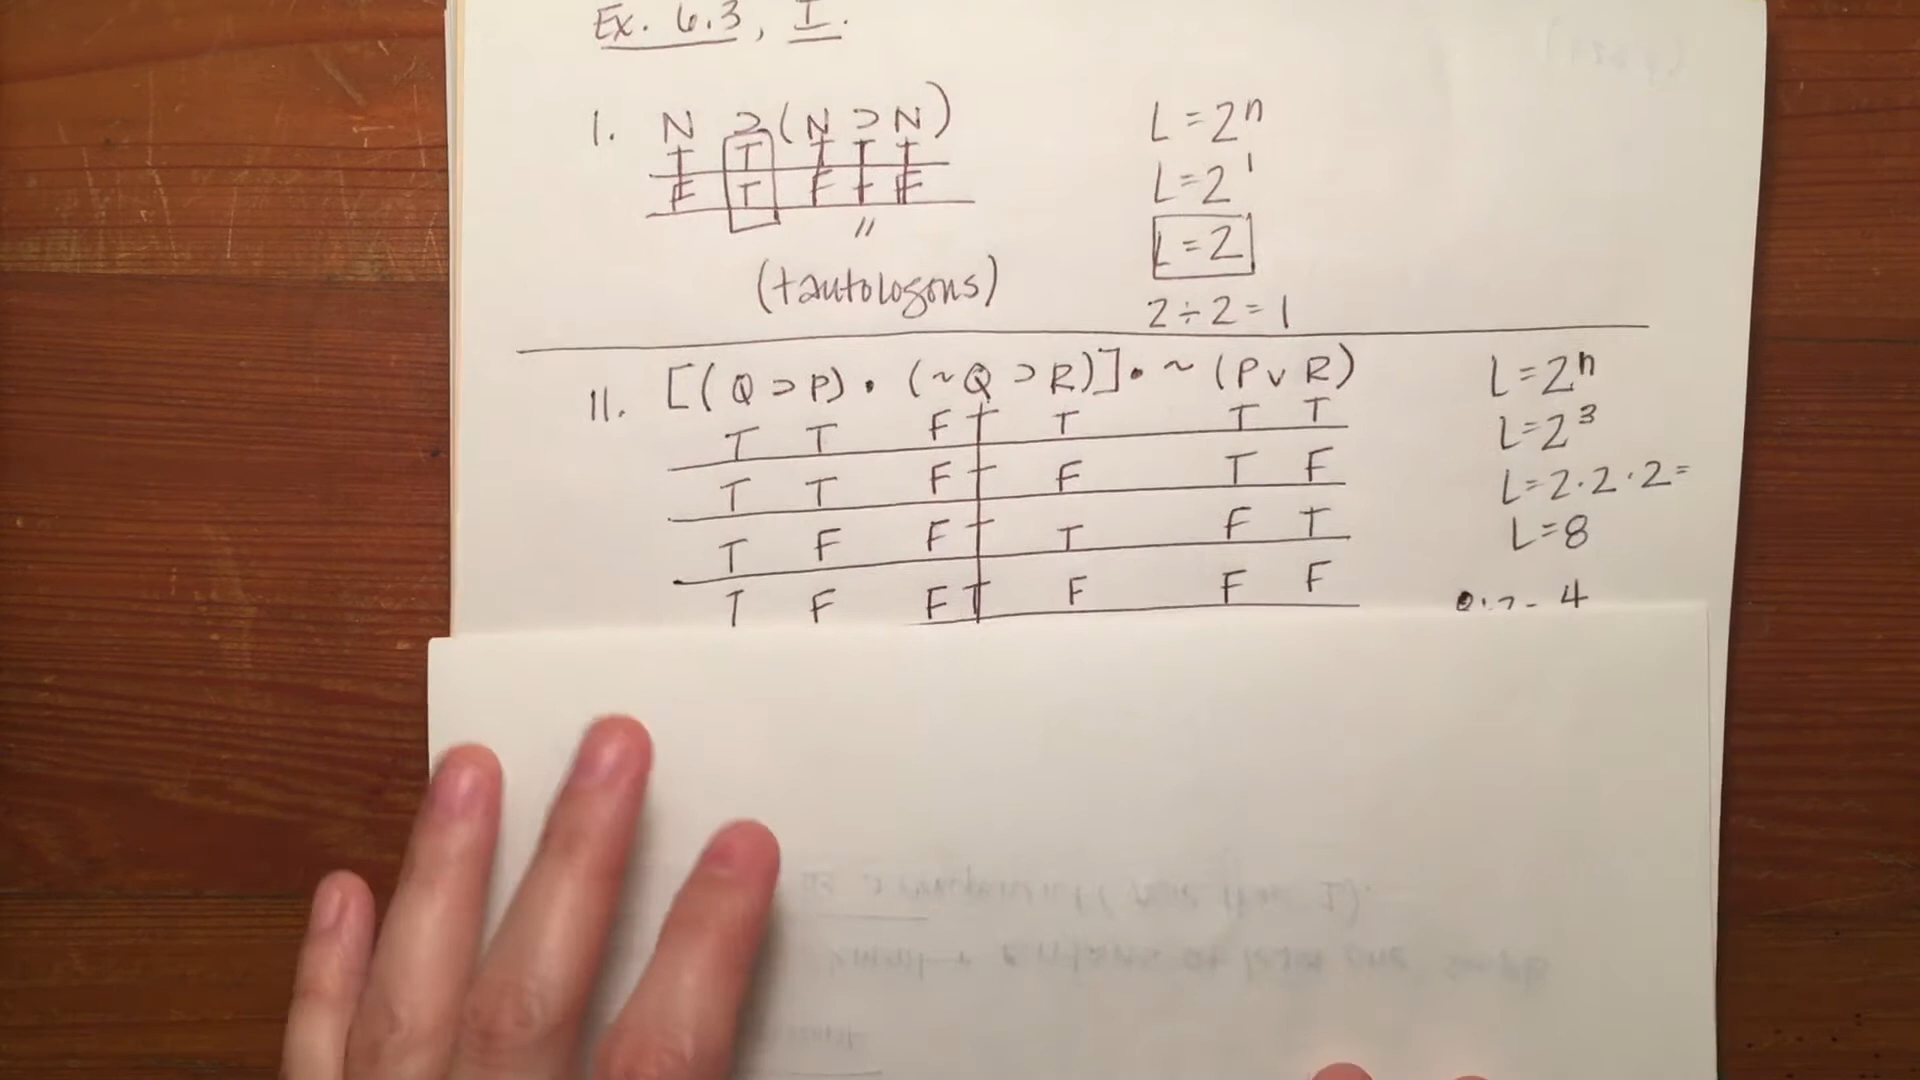 Ex. 6.3, I.
1. N ⊃ (N ⊃ N)
T T T T T
F T F T F
(tautologous)
L = 2ⁿ
L = 2¹
L = 2
2 ÷ 2 = 1
11. [(Q ⊃ P) • (~Q ⊃ R)] • ~(P v R)
T T F T T T T
T T F T F T F
T F F T T F T
T F F T F F F
L = 2ⁿ
L = 2³
L = 2·2·2 =
L = 8
4